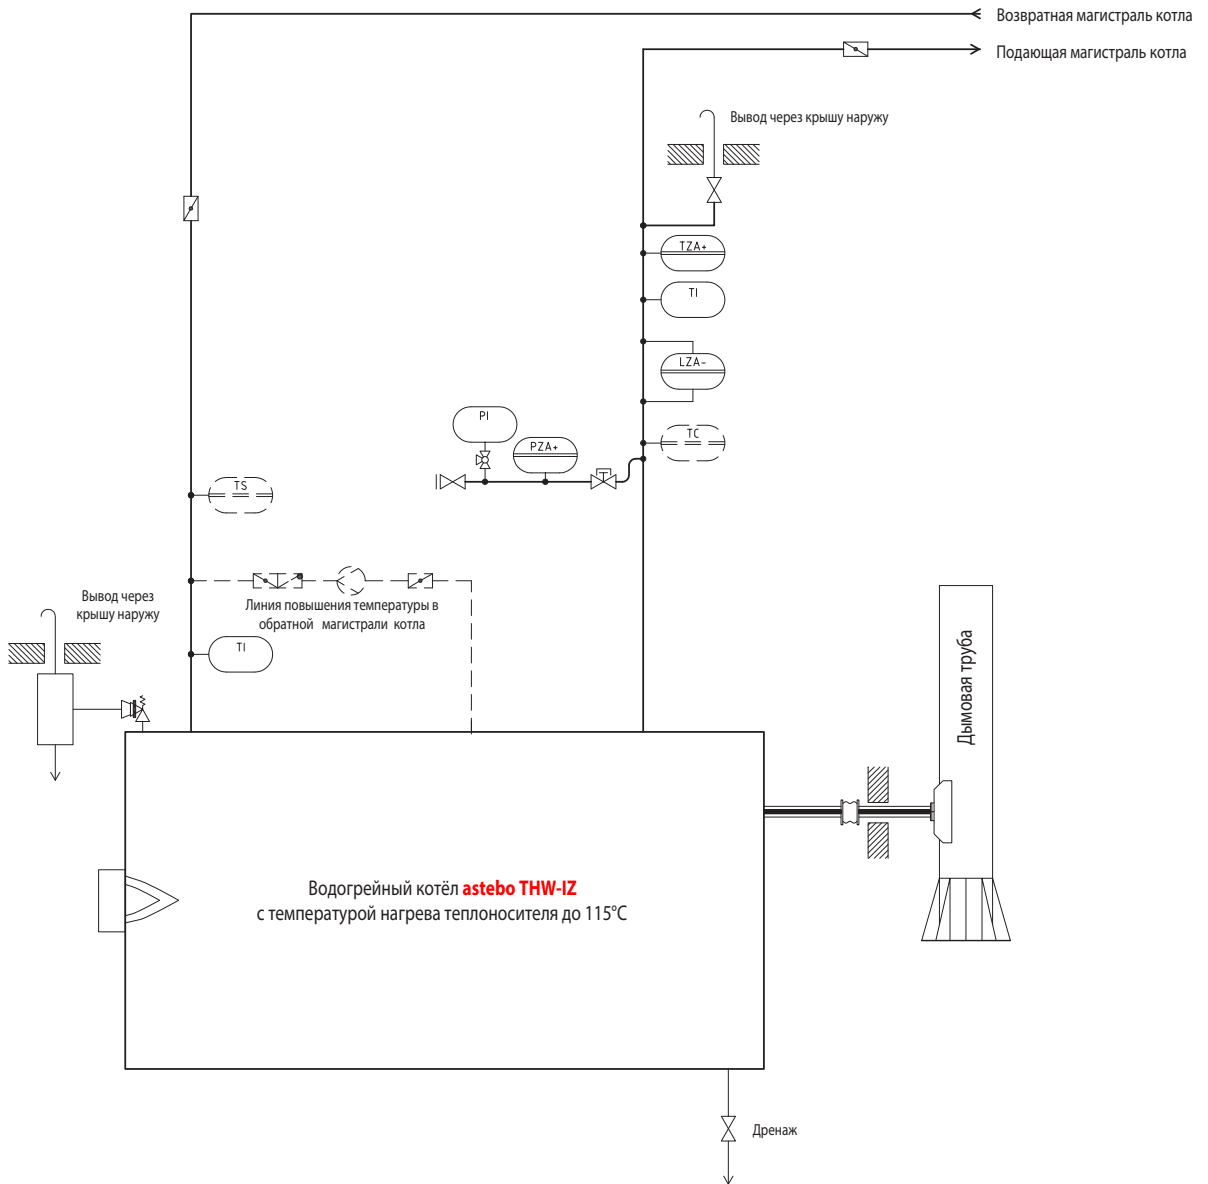 Возвратная магистраль котла
Подающая магистраль котла
Вывод через крышу наружу
TZA+
TI
LZA-
PI
PZA+
TC
TS
Вывод через
крышу наружу
Линия повышения температуры в
обратной магистрали котла
TI
Дымовая труба
Водогрейный котёл astebo THW-IZ
с температурой нагрева теплоносителя до 115°C
Дренаж